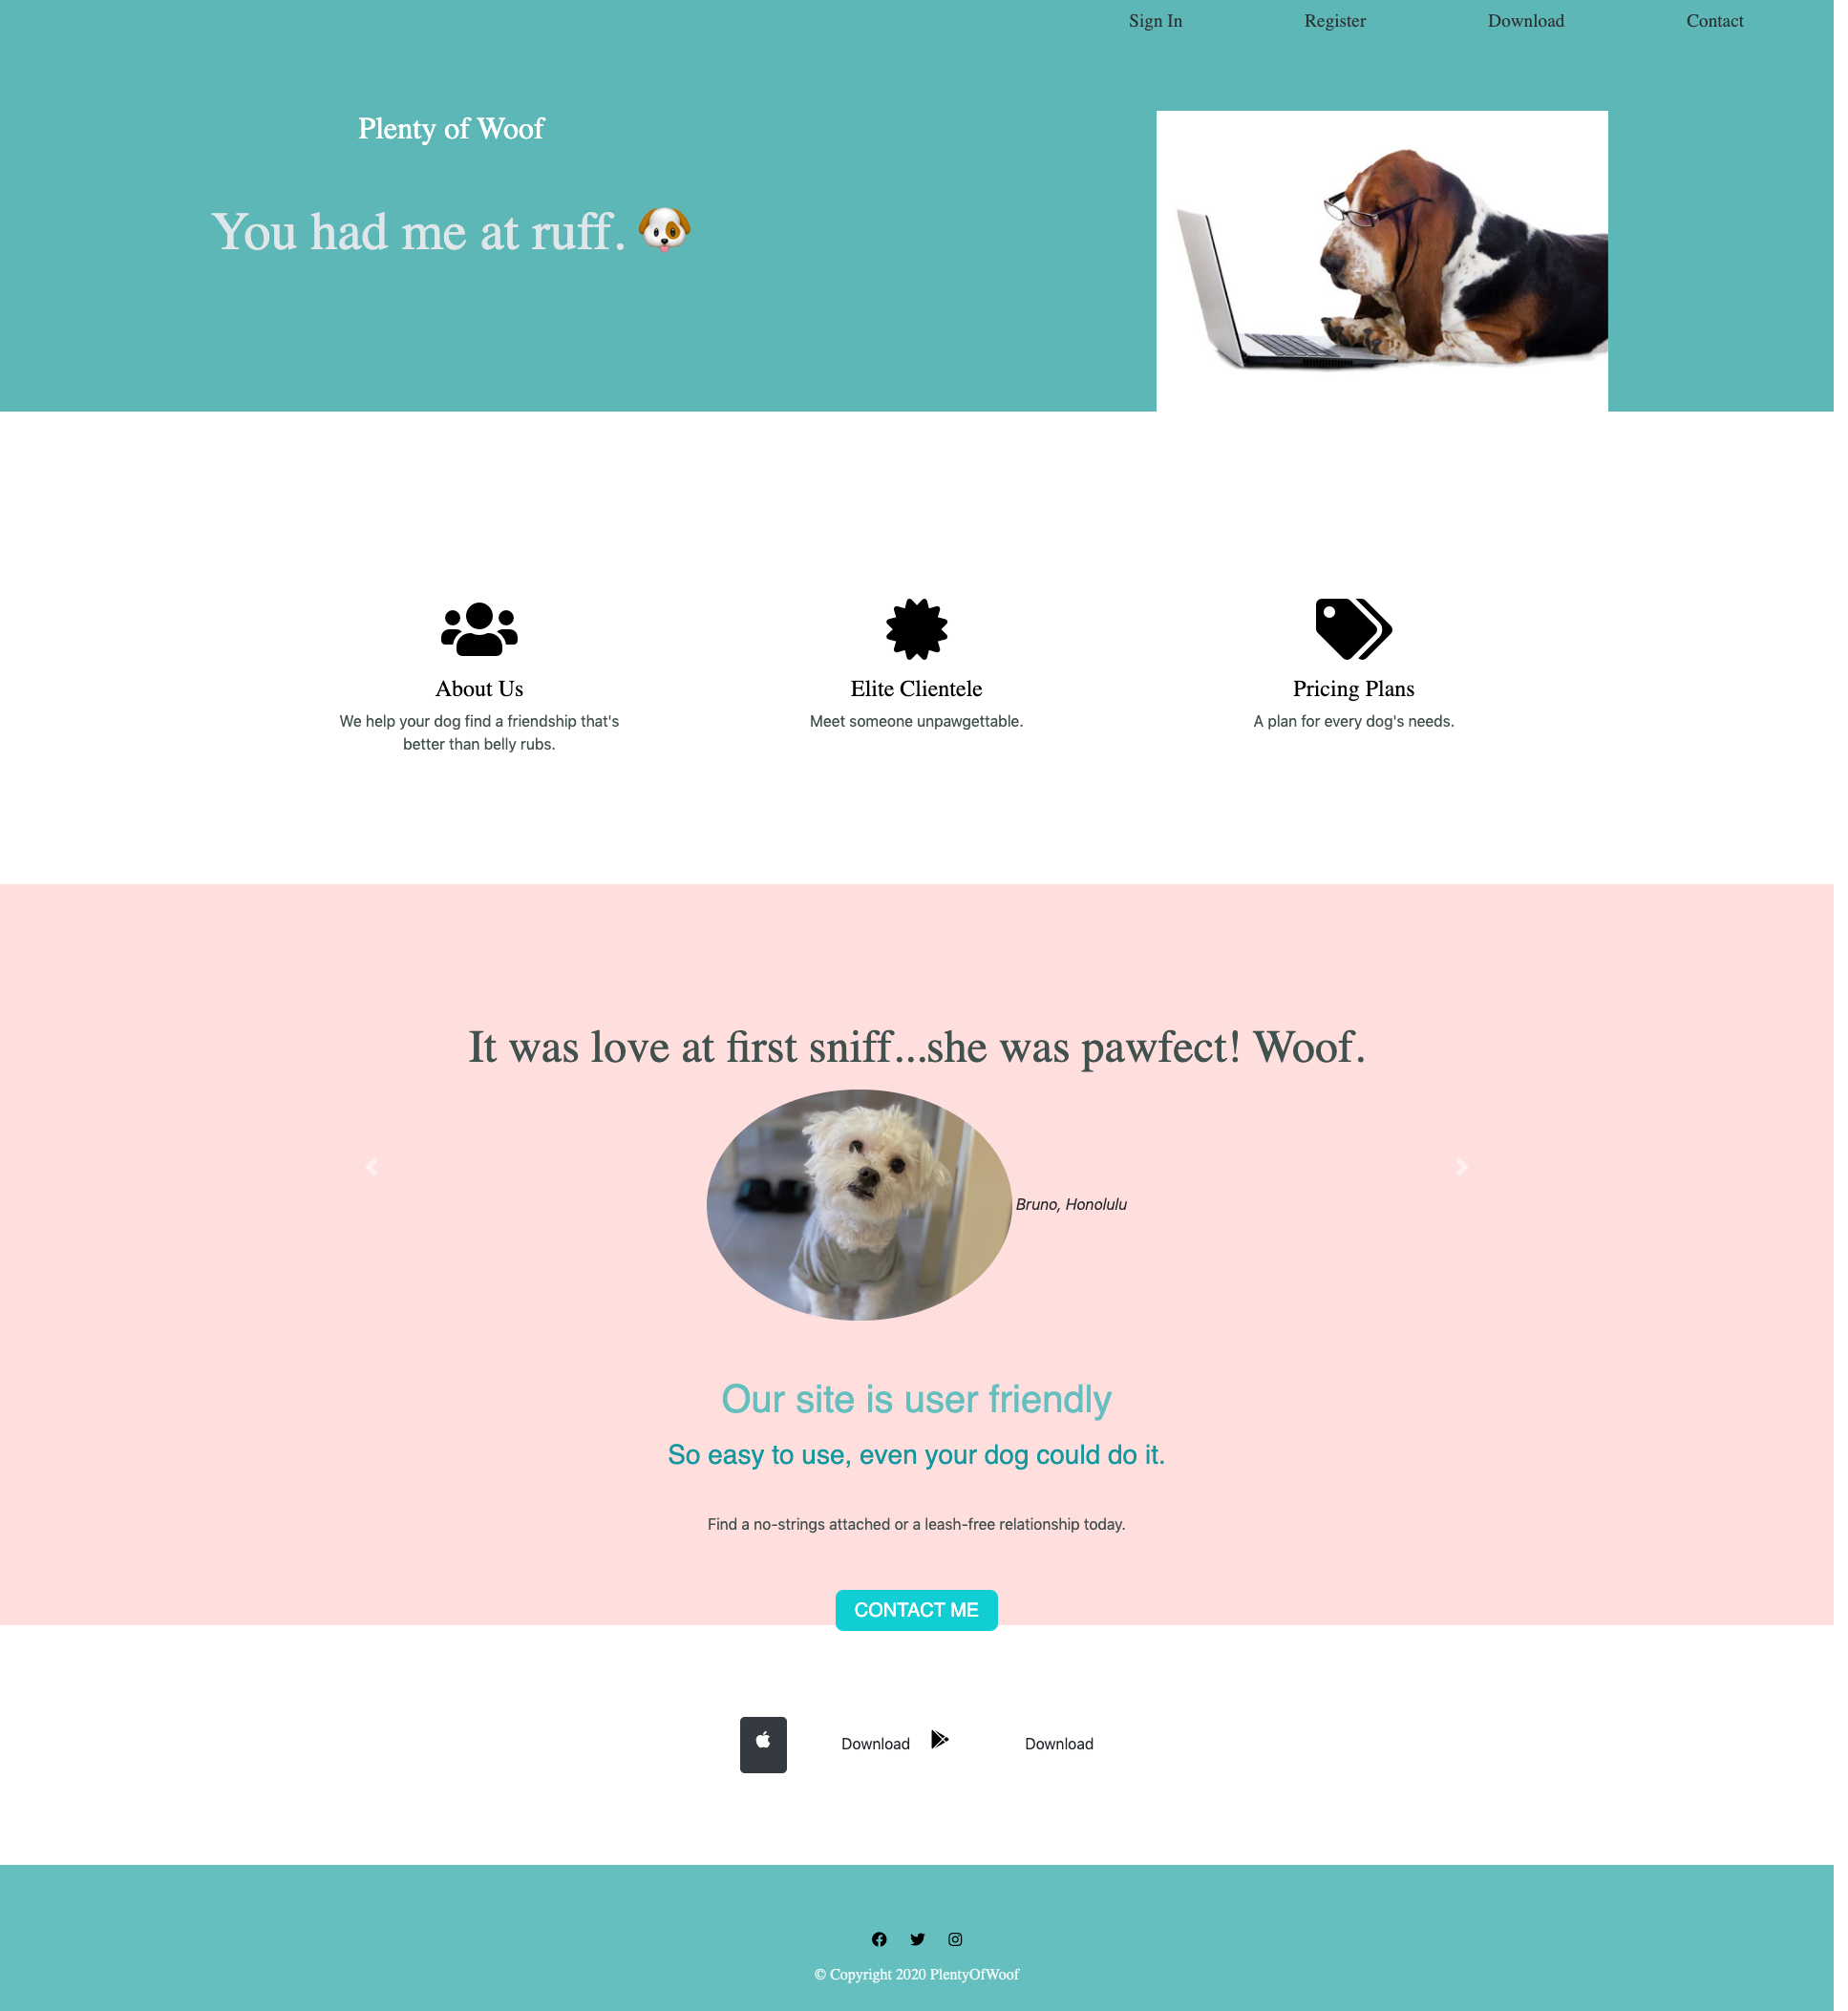 Sign In Register Download Contact
Plenty of Woof
You had me at ruff. 🐶
About Us
We help your dog find a friendship that's
better than belly rubs.
Elite Clientele
Meet someone unpawgettable.
Pricing Plans
A plan for every dog's needs.
It was love at first sniff...she was pawfect! Woof.
Bruno, Honolulu
Our site is user friendly
So easy to use, even your dog could do it.
Find a no-strings attached or a leash-free relationship today.
CONTACT ME
Download Download
© Copyright 2020 PlentyOfWoof